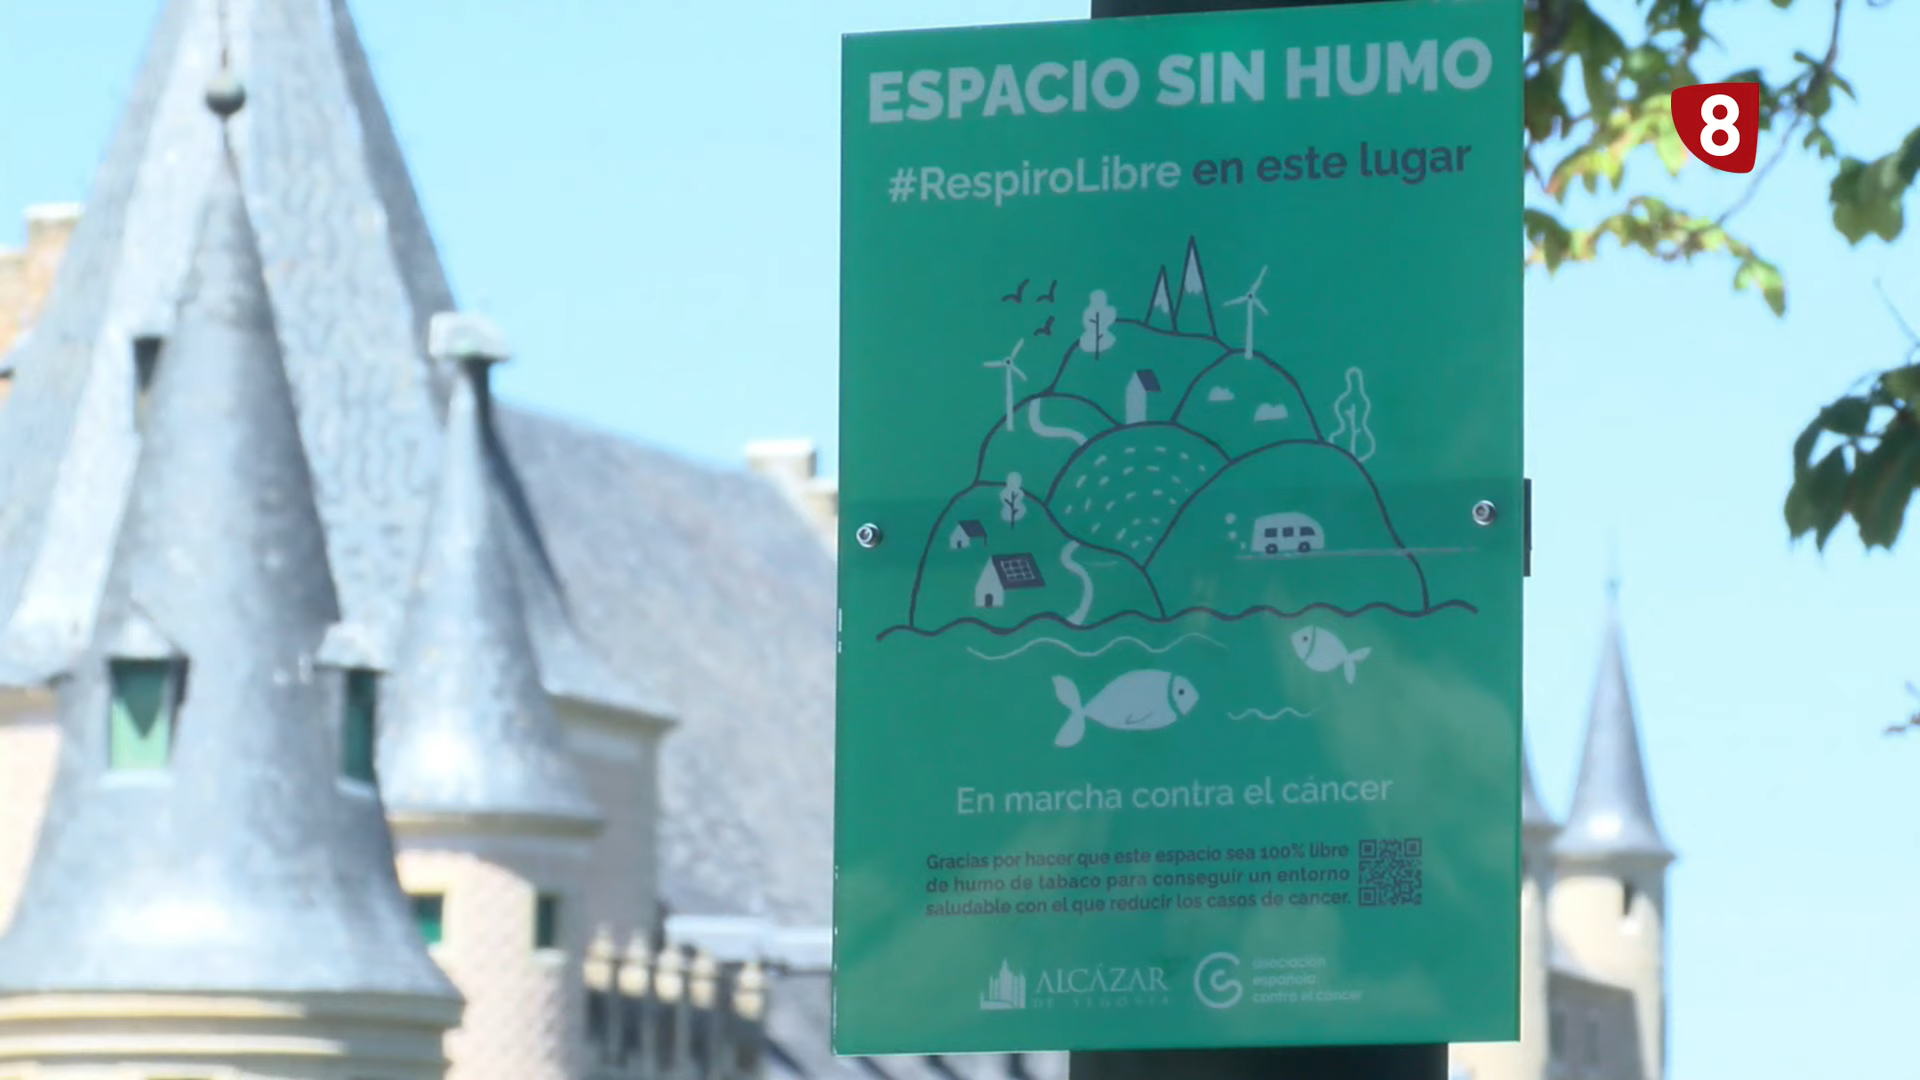 ESPACIO SIN HUMO
8
#RespiroLibre en este lugar
En marcha contra el cáncer
Gracias por hacer que este espacio sea 100% libre
de humo de tabaco para conseguir un entorno
saludable con el que reducir los casos de cáncer.
ALCÁZAR
DE SEGOVIA
asociación
española
contra el cáncer